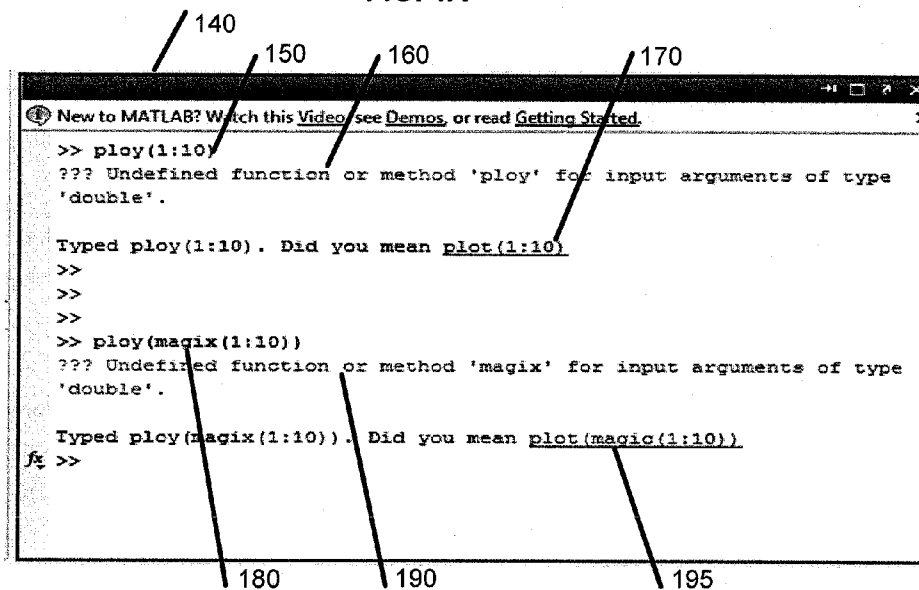 140
150
160
170
New to MATLAB? Watch this Video, see Demos, or read Getting Started.
>> ploy(1:10)
??? Undefined function or method 'ploy' for input arguments of type
'double'.
Typed ploy(1:10). Did you mean plot(1:10)
>>
>>
>>
>> ploy(magix(1:10))
??? Undefined function or method 'magix' for input arguments of type
'double'.
Typed ploy(magix(1:10)). Did you mean plot(magic(1:10))
fx >>
180
190
195